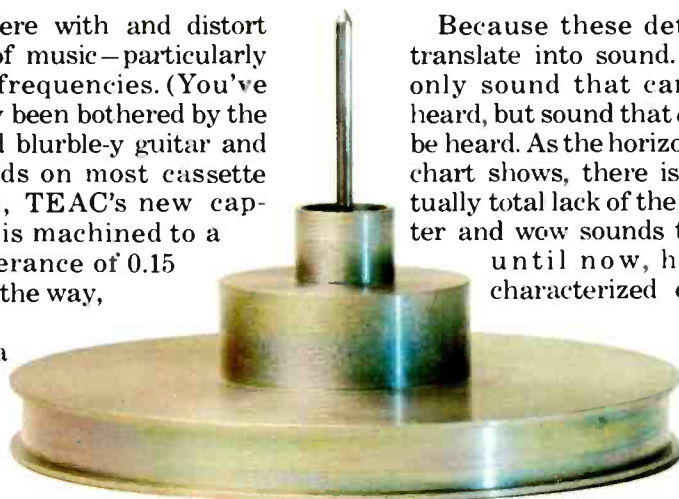 ere with and distort
of music—particularly
frequencies. (You've
y been bothered by the
d blurble-y guitar and
ds on most cassette
, TEAC's new cap-
is machined to a
erance of 0.15
the way,
a
Because these det
translate into sound.
only sound that can
heard, but sound that
be heard. As the horizo
chart shows, there is
tually total lack of the
ter and wow sounds t
until now, h
characterized